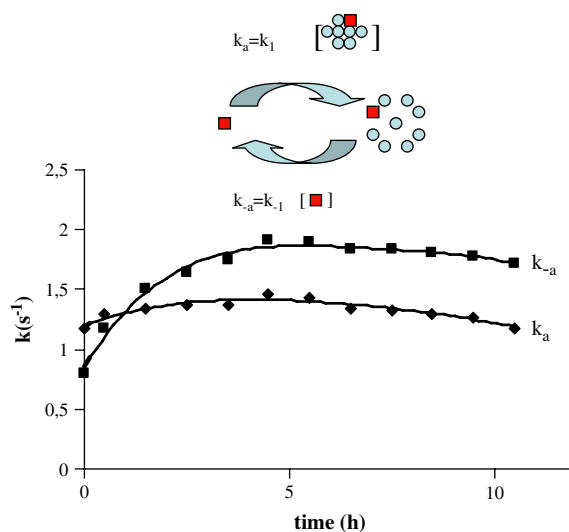 kₐ=k₁ [ ]
k₋ₐ=k₋₁ [ ]
2,5
2
1,5
1
0,5
0
k(s⁻¹)
k₋ₐ
kₐ
0 5 10
time (h)